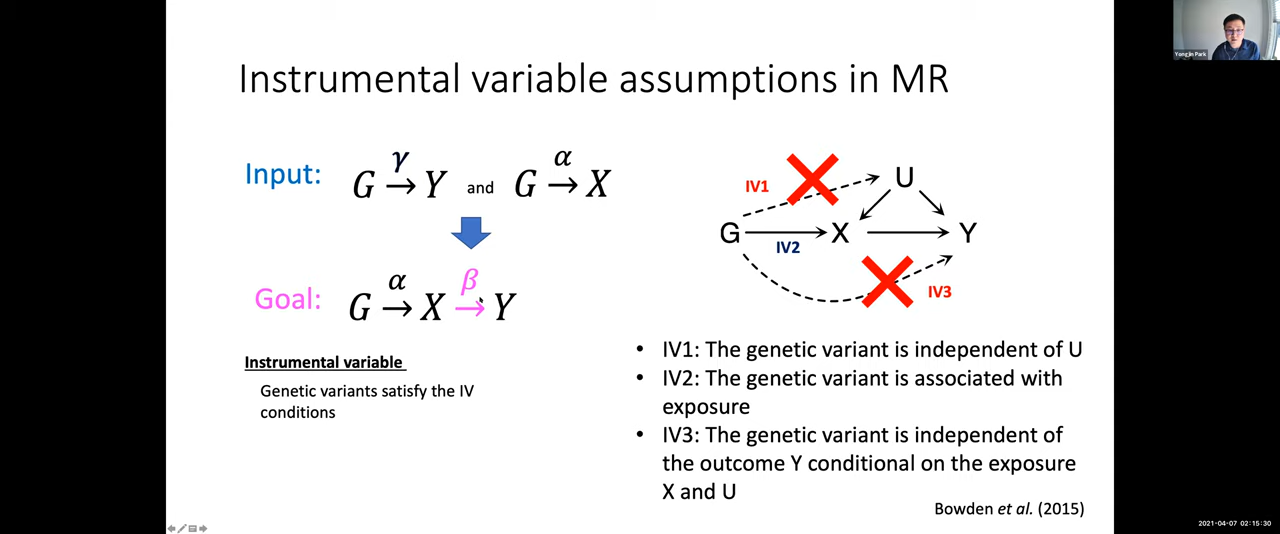 Yongjin Park
Instrumental variable assumptions in MR
Input: G →γ Y and G →α X
Goal: G →α X →β Y
Instrumental variable
Genetic variants satisfy the IV
conditions
IV1
U
G
IV2
X
Y
IV3
• IV1: The genetic variant is independent of U
• IV2: The genetic variant is associated with
exposure
• IV3: The genetic variant is independent of
the outcome Y conditional on the exposure
X and U
Bowden et al. (2015)
2021-04-07 02:15:30